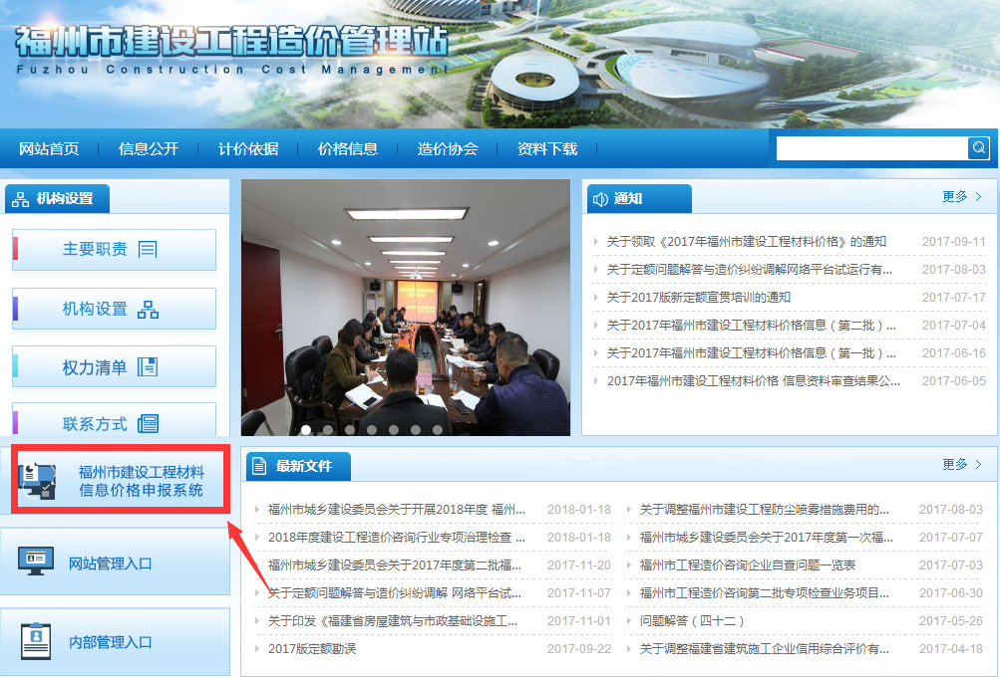 福州市建设工程造价管理站
Fuzhou Construction Cost Management
网站首页 信息公开 计价依据 价格信息 造价协会 资料下载
机构设置
主要职责
机构设置
权力清单
联系方式
通知 更多
关于领取《2017年福州市建设工程材料价格》的通知 2017-09-11
关于定额问题解答与造价纠纷调解网络平台试运行有... 2017-08-03
关于2017版新定额宣贯培训的通知 2017-07-17
关于2017年福州市建设工程材料价格信息（第二批）... 2017-07-04
关于2017年福州市建设工程材料价格信息（第一批）... 2017-06-16
2017年福州市建设工程材料价格 信息资料审查结果公... 2017-06-05
福州市建设工程材料
信息价格申报系统
网站管理入口
内部管理入口
最新文件 更多
福州市城乡建设委员会关于开展2018年度 福州... 2018-01-18
2018年度建设工程造价咨询行业专项治理检查 ... 2018-01-18
福州市城乡建设委员会关于2017年度第二批福... 2017-11-20
关于定额问题解答与造价纠纷调解 网络平台试... 2017-11-07
关于印发《福建省房屋建筑与市政基础设施工... 2017-11-01
2017版定额勘误 2017-09-22
关于调整福州市建设工程防尘喷雾措施费用的... 2017-08-03
福州市城乡建设委员会关于2017年度第一次福... 2017-07-07
福州市工程造价咨询企业自查问题一览表 2017-07-03
福州市工程造价咨询第二批专项检查业务项目... 2017-06-30
问题解答（四十二） 2017-05-26
关于调整福建省建筑施工企业信用综合评价有... 2017-04-18